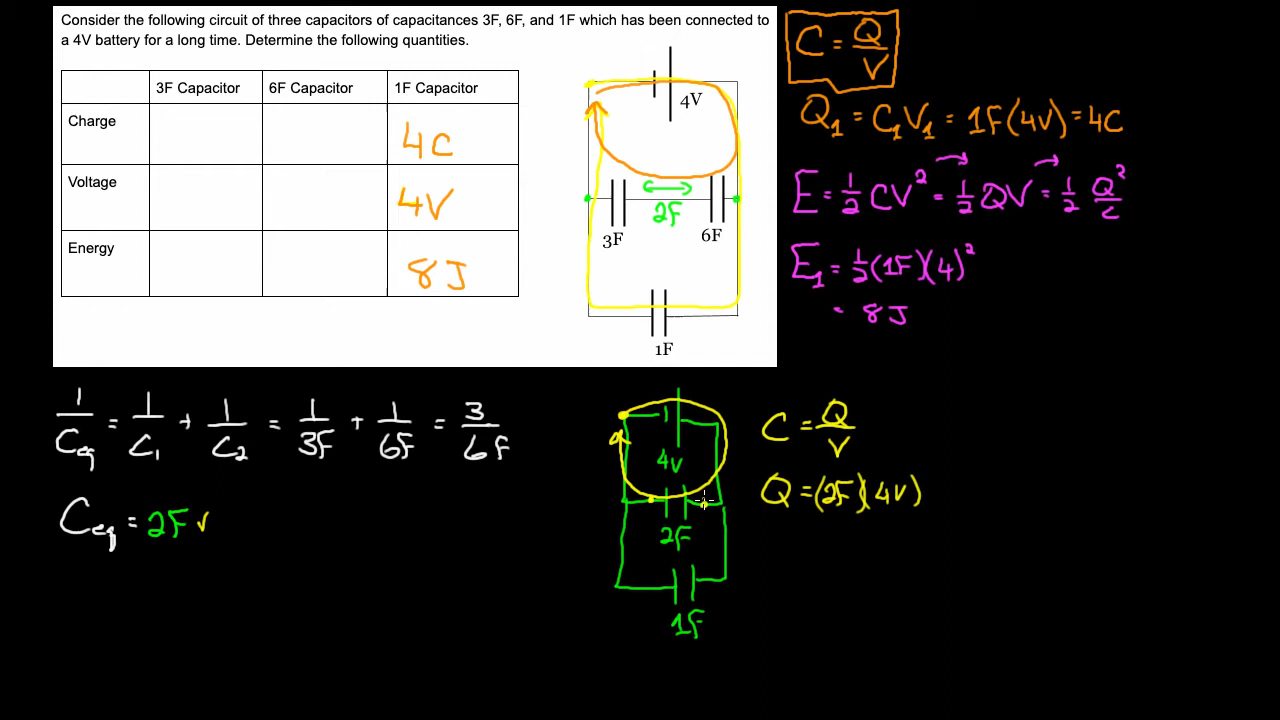 Consider the following circuit of three capacitors of capacitances 3F, 6F, and 1F which has been connected to
a 4V battery for a long time. Determine the following quantities.
3F Capacitor 6F Capacitor 1F Capacitor
Charge 4C
Voltage 4V
Energy 8J
4V
2F
3F
6F
1F
C = Q/V
Q₁ = C₁V₁ = 1F(4V) = 4C
E = 1/2 CV² = 1/2 QV = 1/2 Q²/C
E₁ = 1/2 (1F)(4)²
= 8J
1/Ceq = 1/C₁ + 1/C₂ = 1/3F + 1/6F = 3/6F
Ceq = 2F
4V
2F
1F
C = Q/V
Q = (2F)(4V)